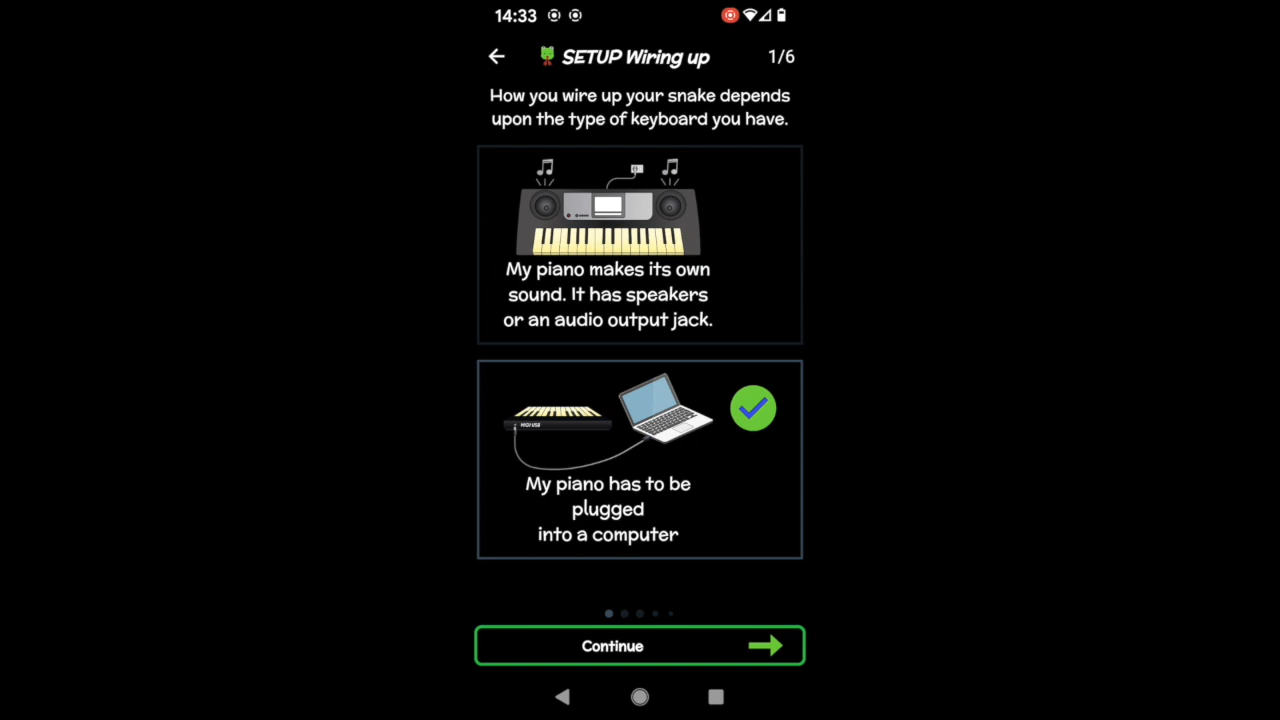 14:33
SETUP Wiring up
1/6
How you wire up your snake depends
upon the type of keyboard you have.
My piano makes its own
sound. It has speakers
or an audio output jack.
MIDI USB
My piano has to be
plugged
into a computer
Continue